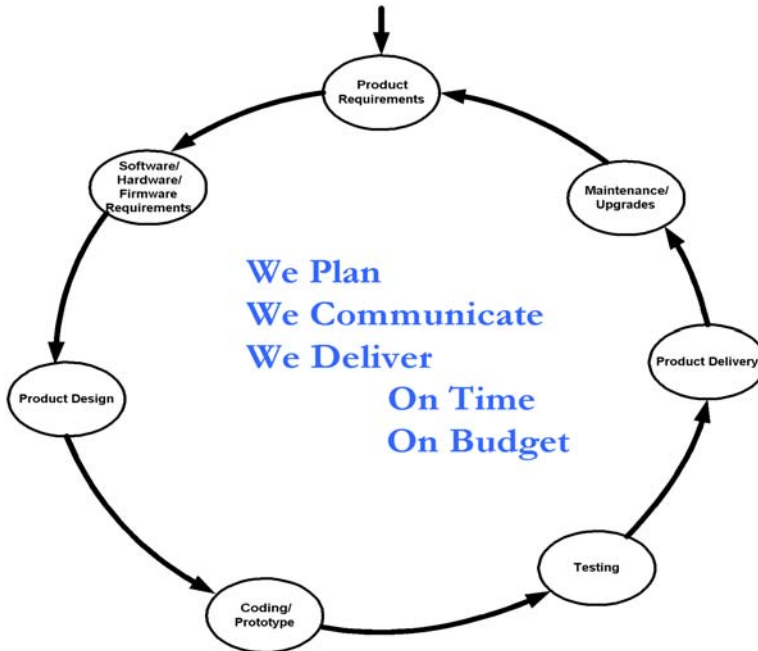 Product
Requirements
Software/
Hardware/
Firmware
Requirements
Maintenance/
Upgrades
We Plan
We Communicate
We Deliver
On Time
On Budget
Product Design
Product Delivery
Coding/
Prototype
Testing